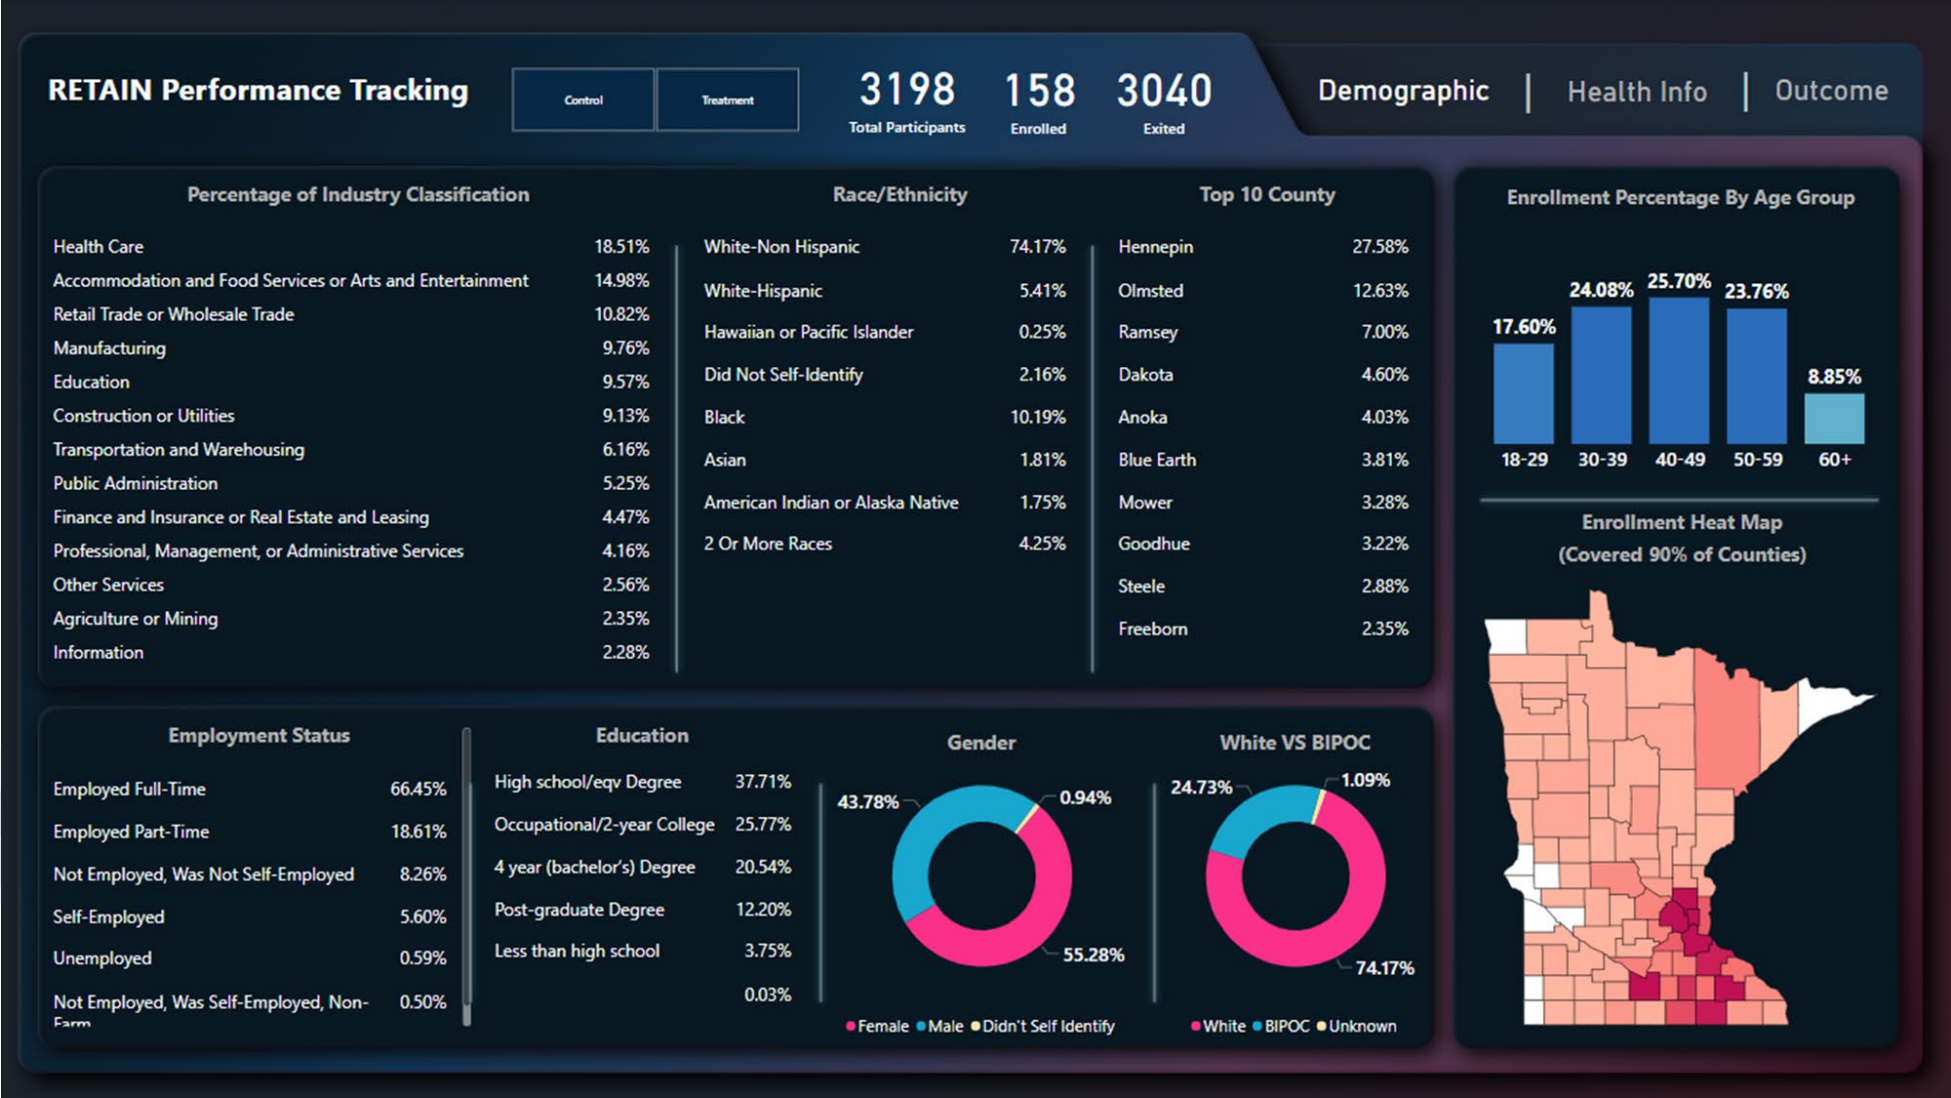 RETAIN Performance Tracking
Control
Treatment
3198
Total Participants
158
Enrolled
3040
Exited
Demographic | Health Info | Outcome
Percentage of Industry Classification
Health Care 18.51%
Accommodation and Food Services or Arts and Entertainment 14.98%
Retail Trade or Wholesale Trade 10.82%
Manufacturing 9.76%
Education 9.57%
Construction or Utilities 9.13%
Transportation and Warehousing 6.16%
Public Administration 5.25%
Finance and Insurance or Real Estate and Leasing 4.47%
Professional, Management, or Administrative Services 4.16%
Other Services 2.56%
Agriculture or Mining 2.35%
Information 2.28%
Race/Ethnicity
White-Non Hispanic 74.17%
White-Hispanic 5.41%
Hawaiian or Pacific Islander 0.25%
Did Not Self-Identify 2.16%
Black 10.19%
Asian 1.81%
American Indian or Alaska Native 1.75%
2 Or More Races 4.25%
Top 10 County
Hennepin 27.58%
Olmsted 12.63%
Ramsey 7.00%
Dakota 4.60%
Anoka 4.03%
Blue Earth 3.81%
Mower 3.28%
Goodhue 3.22%
Steele 2.88%
Freeborn 2.35%
Enrollment Percentage By Age Group
17.60% 24.08% 25.70% 23.76% 8.85%
18-29 30-39 40-49 50-59 60+
Enrollment Heat Map
(Covered 90% of Counties)
Employment Status
Employed Full-Time 66.45%
Employed Part-Time 18.61%
Not Employed, Was Not Self-Employed 8.26%
Self-Employed 5.60%
Unemployed 0.59%
Not Employed, Was Self-Employed, Non- 0.50%
Farm
Education
High school/eqv Degree 37.71%
Occupational/2-year College 25.77%
4 year (bachelor's) Degree 20.54%
Post-graduate Degree 12.20%
Less than high school 3.75%
0.03%
Gender
43.78%
0.94%
55.28%
Female Male Didn't Self Identify
White VS BIPOC
24.73%
1.09%
74.17%
White BIPOC Unknown